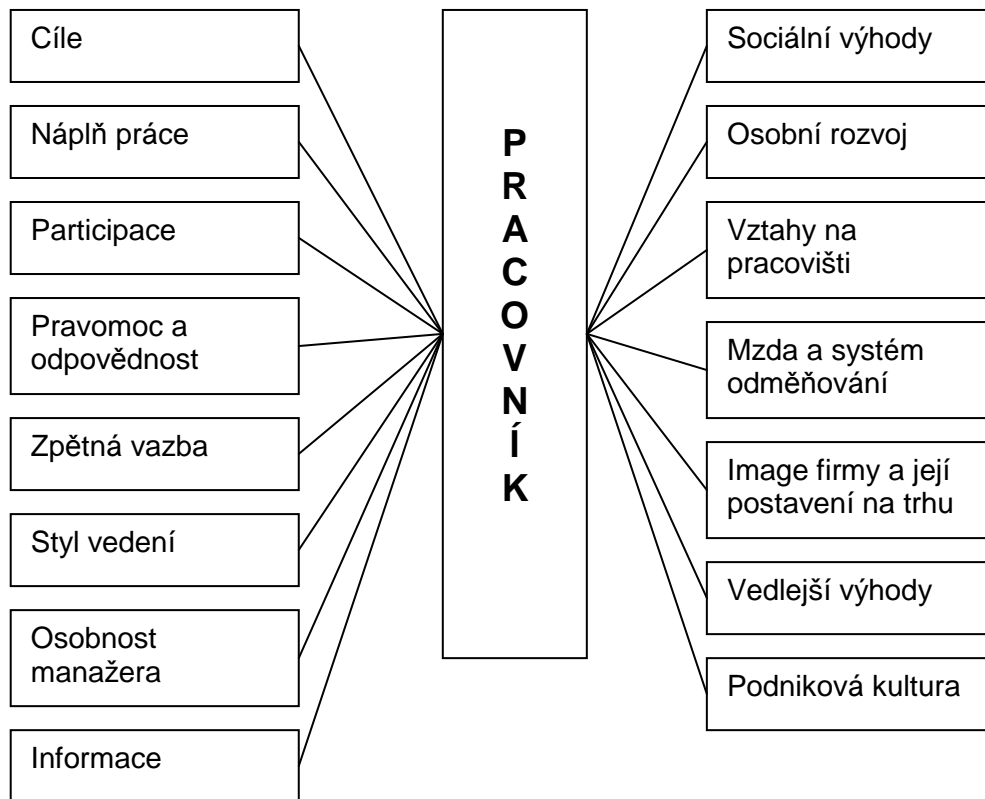 Cíle
Náplň práce
Participace
Pravomoc a
odpovědnost
Zpětná vazba
Styl vedení
Osobnost
manažera
Informace
P
R
A
C
O
V
N
Í
K
Sociální výhody
Osobní rozvoj
Vztahy na
pracovišti
Mzda a systém
odměňování
Image firmy a její
postavení na trhu
Vedlejší výhody
Podniková kultura